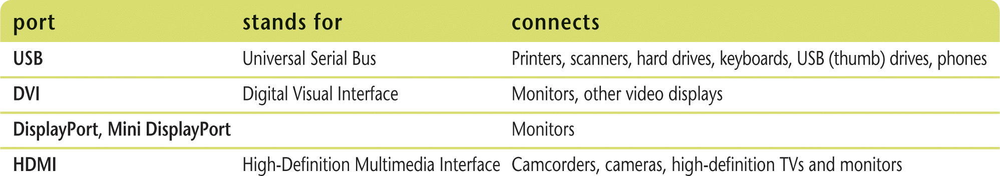 port stands for connects
USB Universal Serial Bus Printers, scanners, hard drives, keyboards, USB (thumb) drives, phones
DVI Digital Visual Interface Monitors, other video displays
DisplayPort, Mini DisplayPort Monitors
HDMI High-Definition Multimedia Interface Camcorders, cameras, high-definition TVs and monitors